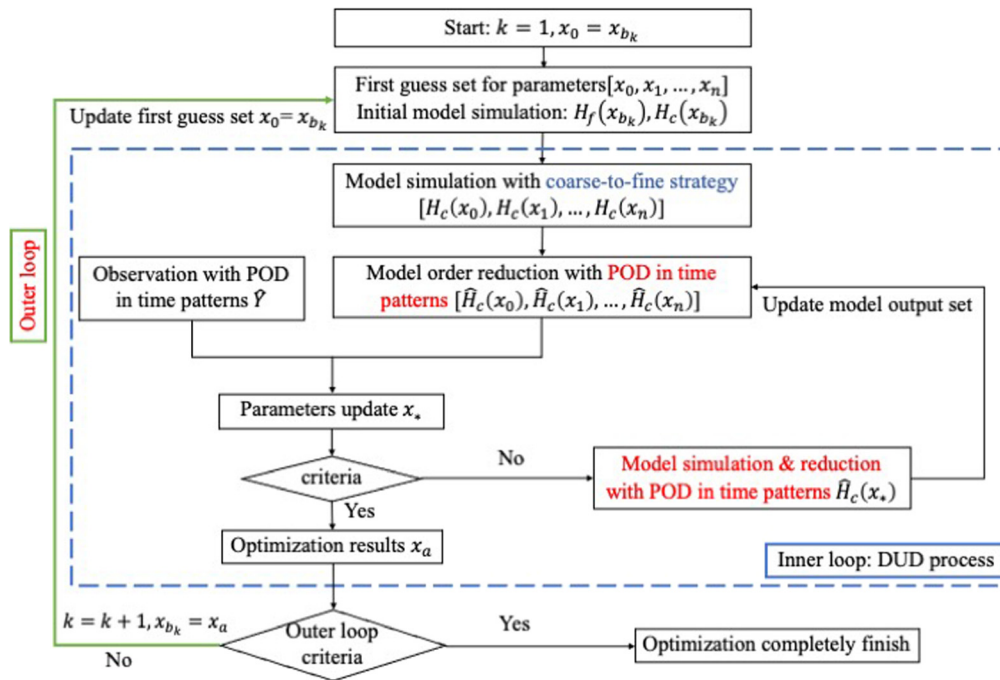 Start: k = 1, x₀ = x_{b_k}
First guess set for parameters[x₀, x₁, ..., xₙ]
Initial model simulation: H_f(x_{b_k}), H_c(x_{b_k})
Update first guess set x₀= x_{b_k}
Model simulation with coarse-to-fine strategy
[H_c(x₀), H_c(x₁), ..., H_c(xₙ)]
Outer loop
Observation with POD
in time patterns Ŷ
Model order reduction with POD in time
patterns [Ĥ_c(x₀), Ĥ_c(x₁), ..., Ĥ_c(xₙ)]
Update model output set
Parameters update x_*
criteria
No
Model simulation & reduction
with POD in time patterns Ĥ_c(x_*)
Yes
Optimization results x_a
Inner loop: DUD process
k = k + 1, x_{b_k} = x_a
No
Outer loop
criteria
Yes
Optimization completely finish